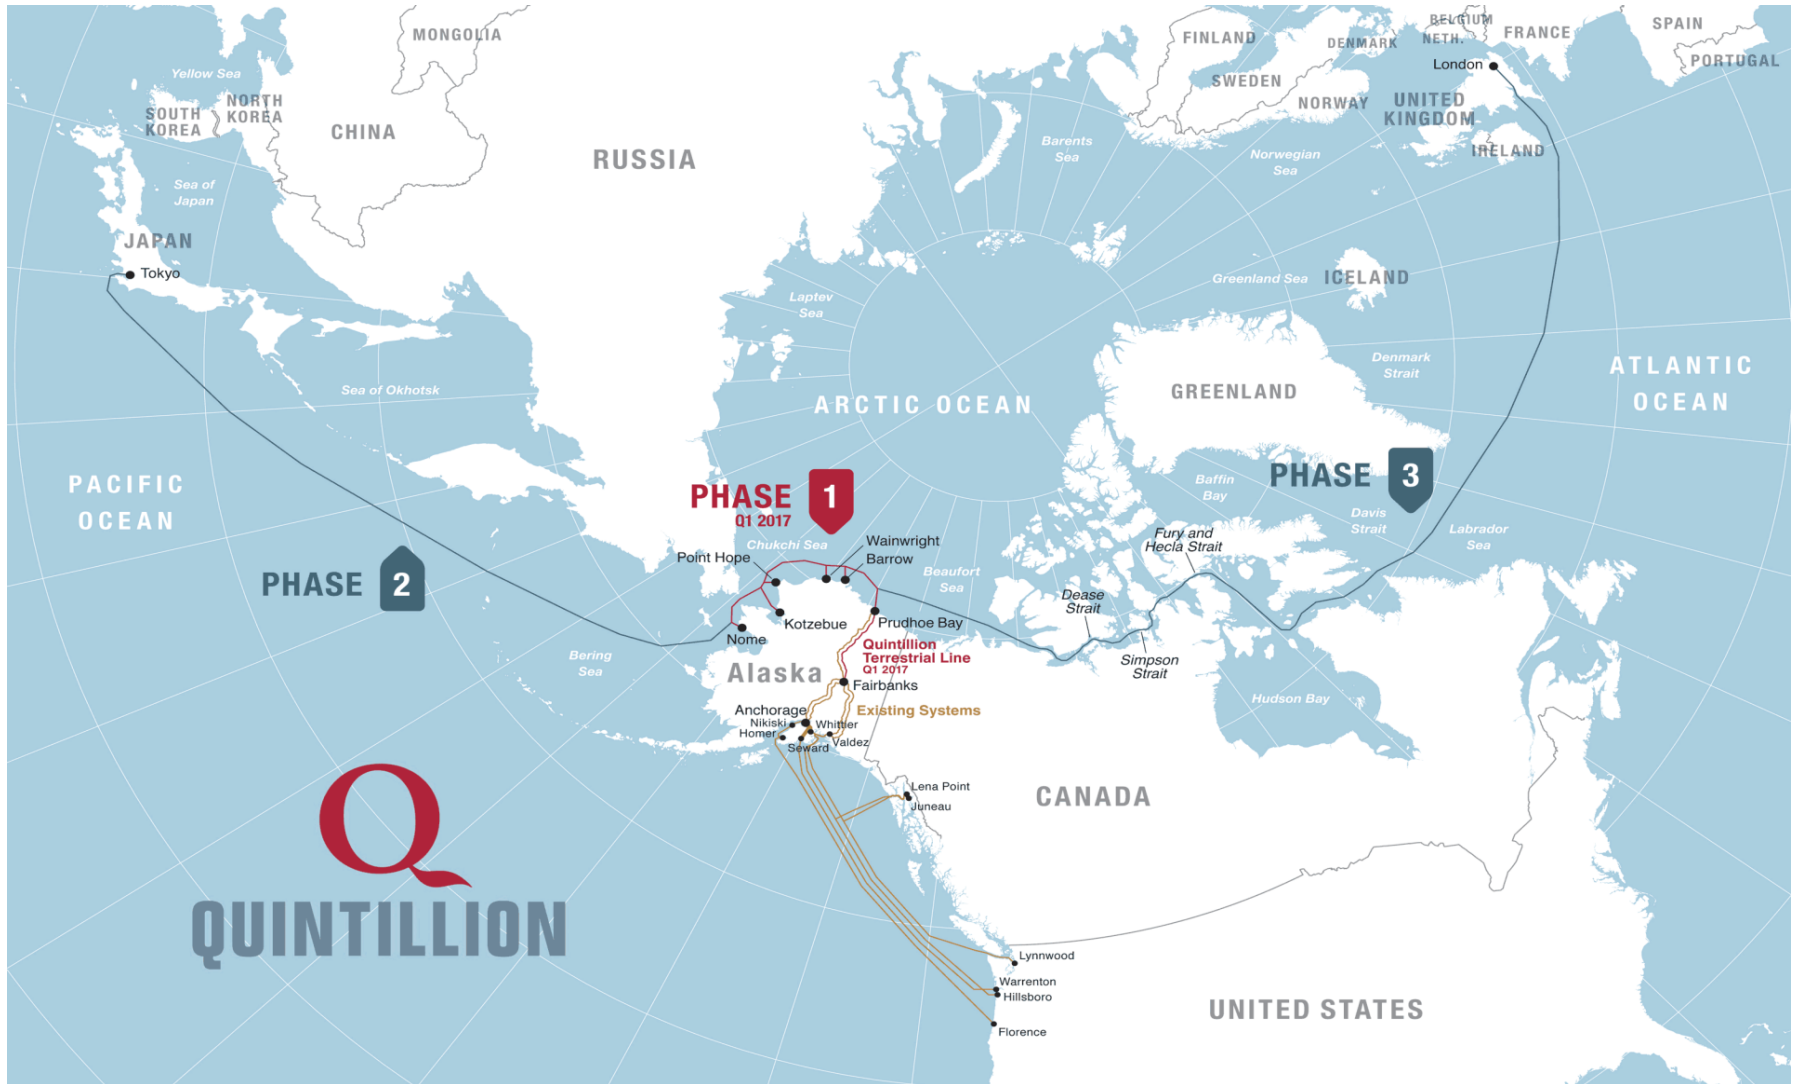 MONGOLIA
Yellow Sea
SOUTH
KOREA
NORTH
KOREA
CHINA
RUSSIA
Sea of
Japan
JAPAN
Tokyo
Sea of Okhotsk
PACIFIC
OCEAN
FINLAND
SWEDEN
NORWAY
DENMARK
BELGIUM
NETH.
FRANCE
SPAIN
PORTUGAL
London
UNITED
KINGDOM
IRELAND
Barents
Sea
Norwegian
Sea
Greenland Sea
ICELAND
Laptev
Sea
Denmark
Strait
GREENLAND
ATLANTIC
OCEAN
ARCTIC OCEAN
PHASE 1
Q1 2017
PHASE 2
PHASE 3
Baffin
Bay
Davis
Strait
Labrador
Sea
Fury and
Hecla Strait
Chukchi Sea
Wainwright
Barrow
Point Hope
Beaufort
Sea
Dease
Strait
Kotzebue
Prudhoe Bay
Nome
Quintillion
Terrestrial Line
Q1 2017
Simpson
Strait
Bering
Sea
Alaska
Fairbanks
Hudson Bay
Existing Systems
Anchorage
Nikiski
Homer
Whittier
Seward
Valdez
Lena Point
Juneau
CANADA
Q
QUINTILLION
Lynnwood
Warrenton
Hillsboro
Florence
UNITED STATES